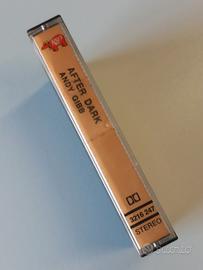 AFTER DARK
ANDY GIBB
3216 247
STEREO